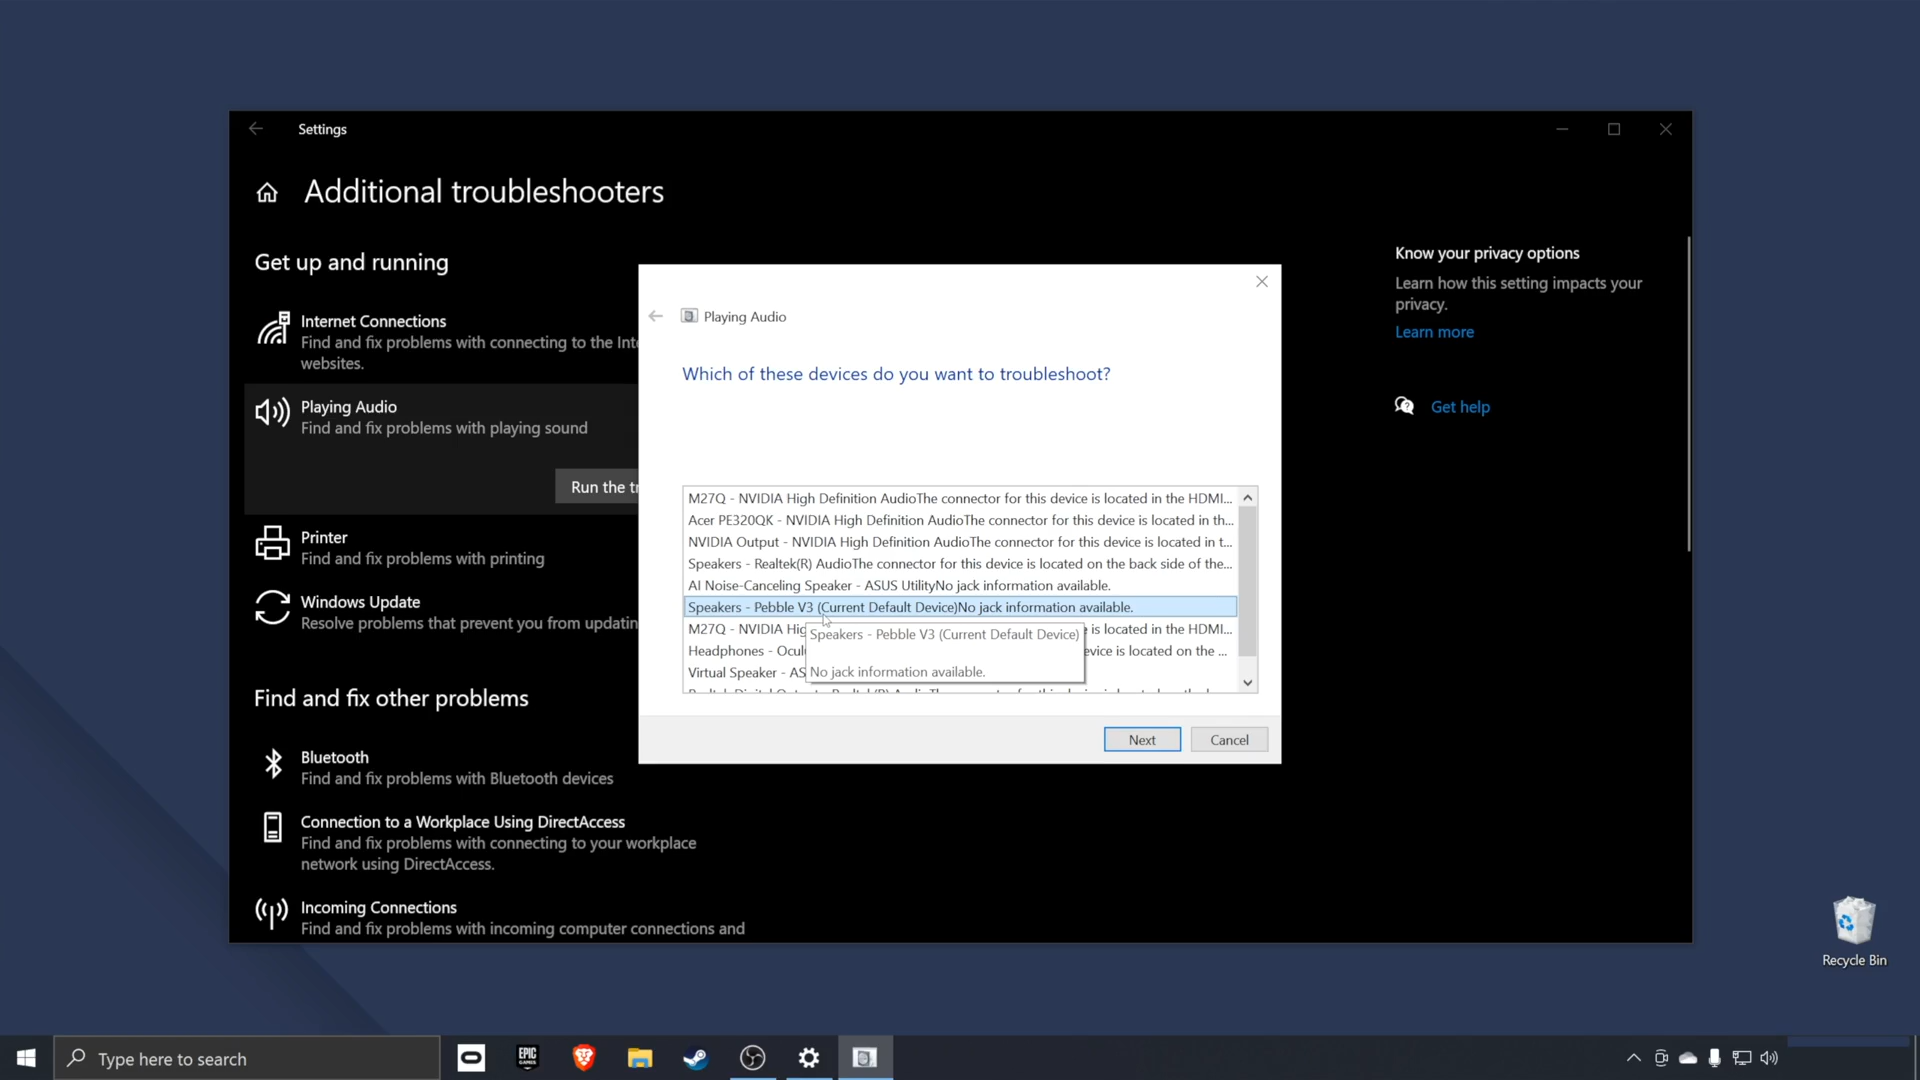 Settings
Additional troubleshooters
Get up and running
Internet Connections
Find and fix problems with connecting to the Inte
websites.
Playing Audio
Find and fix problems with playing sound
Run the tr
Printer
Find and fix problems with printing
Windows Update
Resolve problems that prevent you from updatin
Find and fix other problems
Bluetooth
Find and fix problems with Bluetooth devices
Connection to a Workplace Using DirectAccess
Find and fix problems with connecting to your workplace
network using DirectAccess.
Incoming Connections
Find and fix problems with incoming computer connections and
Playing Audio
Which of these devices do you want to troubleshoot?
M27Q - NVIDIA High Definition AudioThe connector for this device is located in the HDMI...
Acer PE320QK - NVIDIA High Definition AudioThe connector for this device is located in th...
NVIDIA Output - NVIDIA High Definition AudioThe connector for this device is located in t...
Speakers - Realtek(R) AudioThe connector for this device is located on the back side of the...
AI Noise-Canceling Speaker - ASUS UtilityNo jack information available.
Speakers - Pebble V3 (Current Default Device)No jack information available.
M27Q - NVIDIA Hig e is located in the HDMI...
Speakers - Pebble V3 (Current Default Device)
Headphones - Ocul evice is located on the ...
Virtual Speaker - AS
No jack information available.
Next
Cancel
Know your privacy options
Learn how this setting impacts your
privacy.
Learn more
Get help
Recycle Bin
Type here to search
EPIC
GAMES